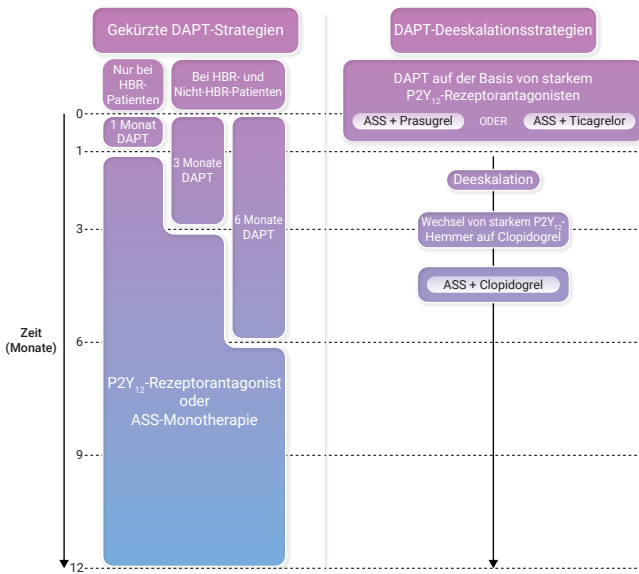 Gekürzte DAPT-Strategien
Nur bei
HBR-
Patienten
Bei HBR- und
Nicht-HBR-Patienten
1 Monat
DAPT
3 Monate
DAPT
6 Monate
DAPT
P2Y₁₂-Rezeptorantagonist
oder
ASS-Monotherapie
Zeit
(Monate)
0
1
3
6
9
12
DAPT-Deeskalationsstrategien
DAPT auf der Basis von starkem
P2Y₁₂-Rezeptorantagonisten
ASS + Prasugrel ODER ASS + Ticagrelor
Deeskalation
Wechsel von starkem P2Y₁₂-
Hemmer auf Clopidogrel
ASS + Clopidogrel